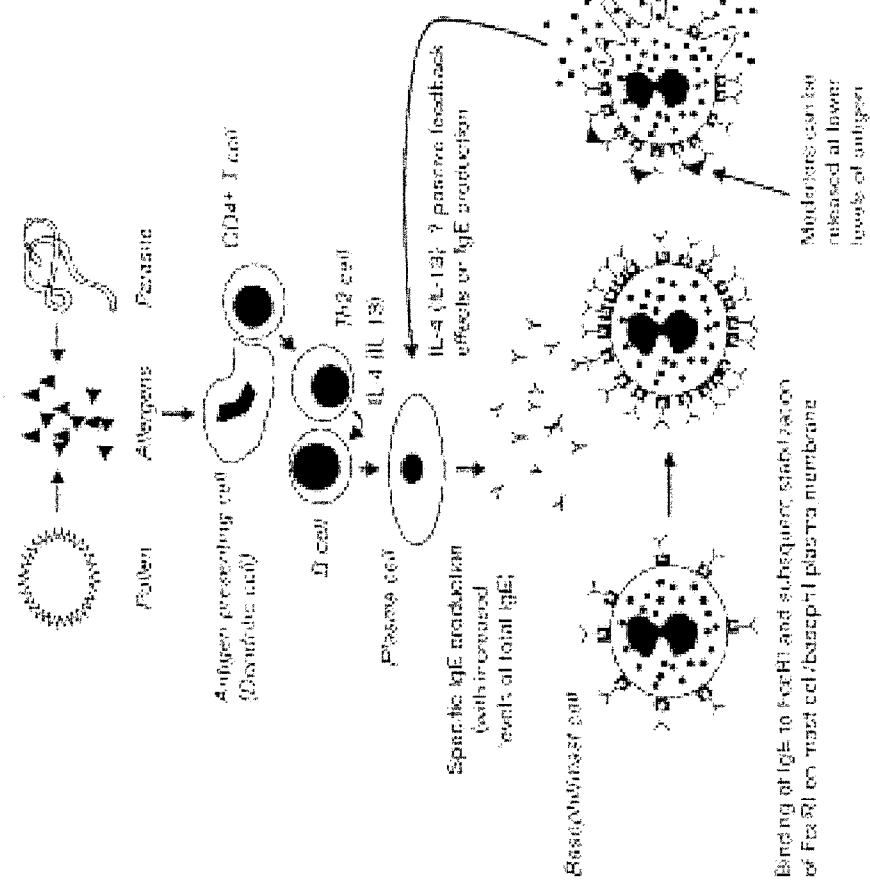 Pollen
Allergens
Parasite
Antigen presenting cell
(Dendritic cell)
CD4+ T cell
B cell
Th2 cell
IL-4 (IL-13)
Plasma cell
IL-4 (IL-13) ? positive feedback
effects on IgE production
Specific IgE production
(with increased
levels of total IgE)
Basophil/mast cell
Binding of IgE to FcεRI and subsequent stabilization
of FcεRI on mast cell/basophil plasma membrane
Mediators can be
released at lower
levels of antigen